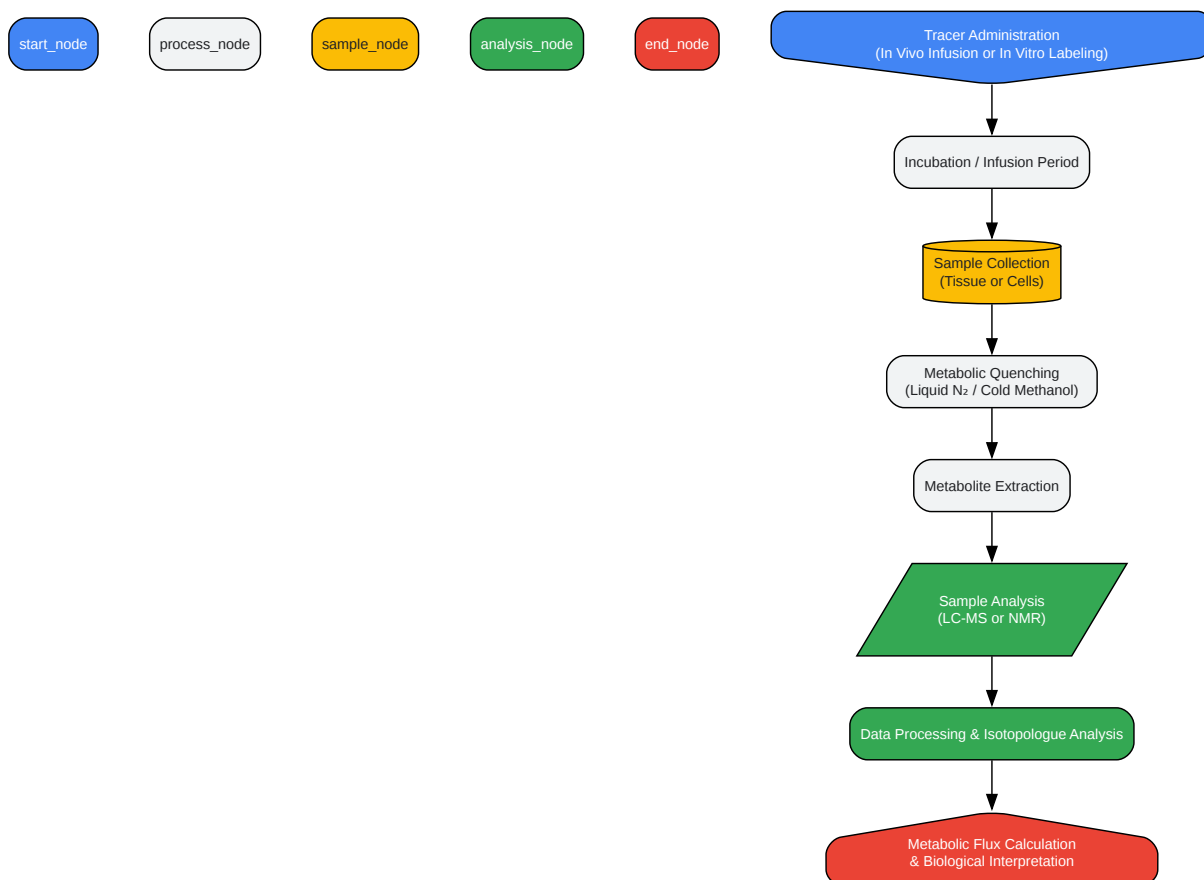 start_node
process_node
sample_node
analysis_node
end_node
Tracer Administration
(In Vivo Infusion or In Vitro Labeling)
Incubation / Infusion Period
Sample Collection
(Tissue or Cells)
Metabolic Quenching
(Liquid N₂ / Cold Methanol)
Metabolite Extraction
Sample Analysis
(LC-MS or NMR)
Data Processing & Isotopologue Analysis
Metabolic Flux Calculation
& Biological Interpretation